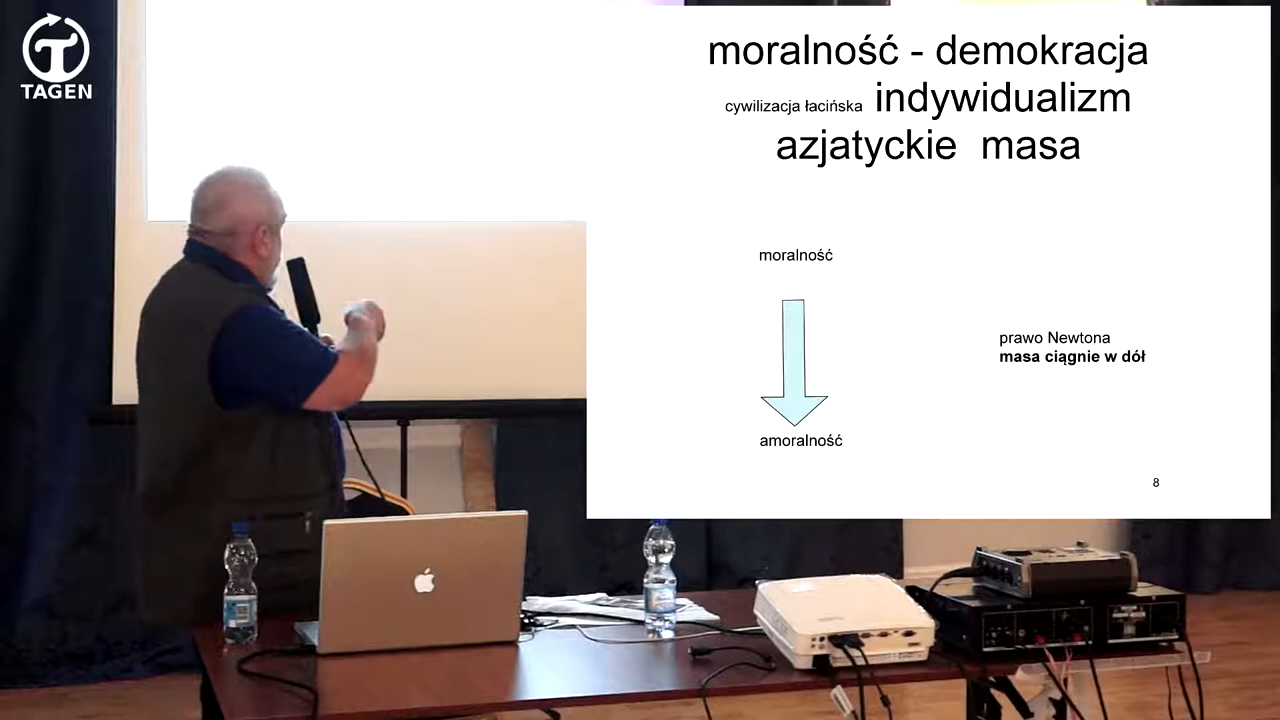 TAGEN
moralność - demokracja
cywilizacja łacińska indywidualizm
azjatyckie masa
moralność
prawo Newtona
masa ciągnie w dół
amoralność
8